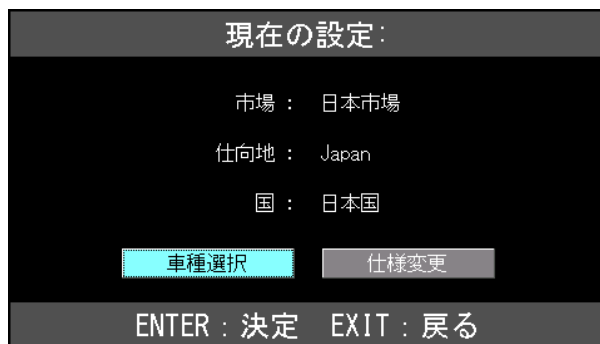 現在の設定:
市場 : 日本市場
仕向地 : Japan
国 : 日本国
車種選択 仕様変更
ENTER : 決定 EXIT : 戻る